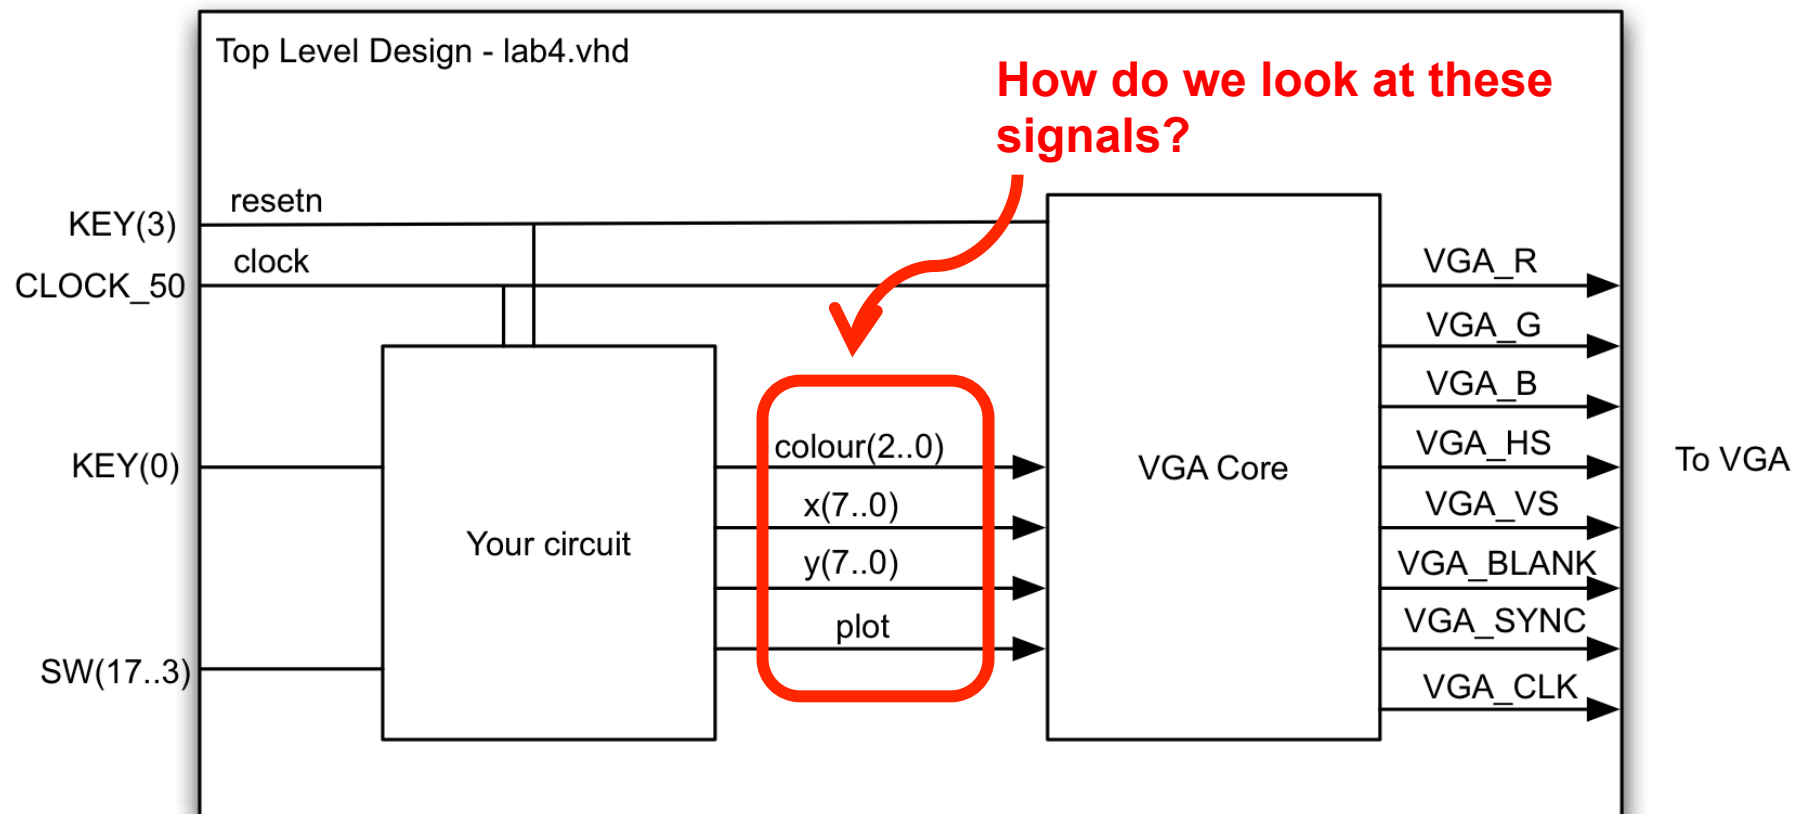 Top Level Design - lab4.vhd
How do we look at these
signals?
resetn
KEY(3)
clock
CLOCK_50
VGA_R
VGA_G
VGA_B
colour(2..0)
VGA_HS
KEY(0)
VGA Core
To VGA
x(7..0)
VGA_VS
Your circuit
y(7..0)
VGA_BLANK
plot
VGA_SYNC
SW(17..3)
VGA_CLK